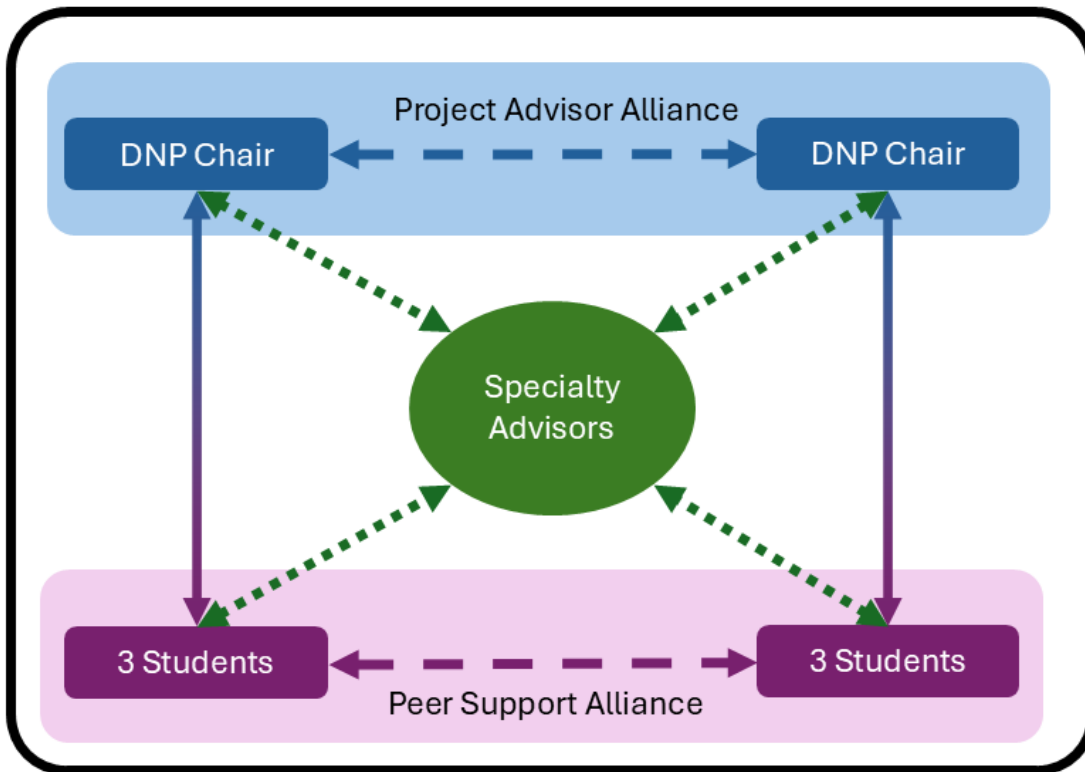 Project Advisor Alliance
DNP Chair
DNP Chair
Specialty
Advisors
3 Students
3 Students
Peer Support Alliance